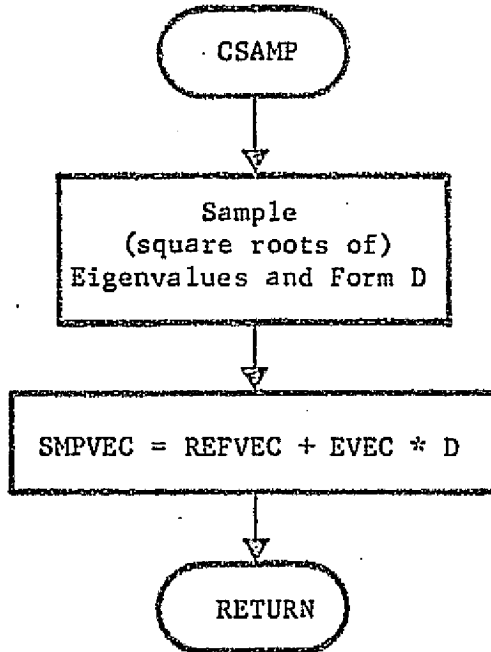 CSAMP
Sample
(square roots of)
Eigenvalues and Form D
SMPVEC = REFVEC + EVEC * D
RETURN